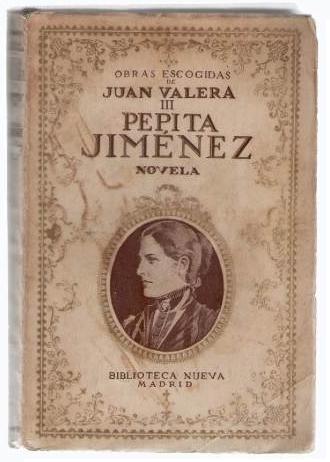 OBRAS ESCOGIDAS
DE
JUAN VALERA
III
PEPITA
JIMÉNEZ
NOVELA
BIBLIOTECA NUEVA
MADRID